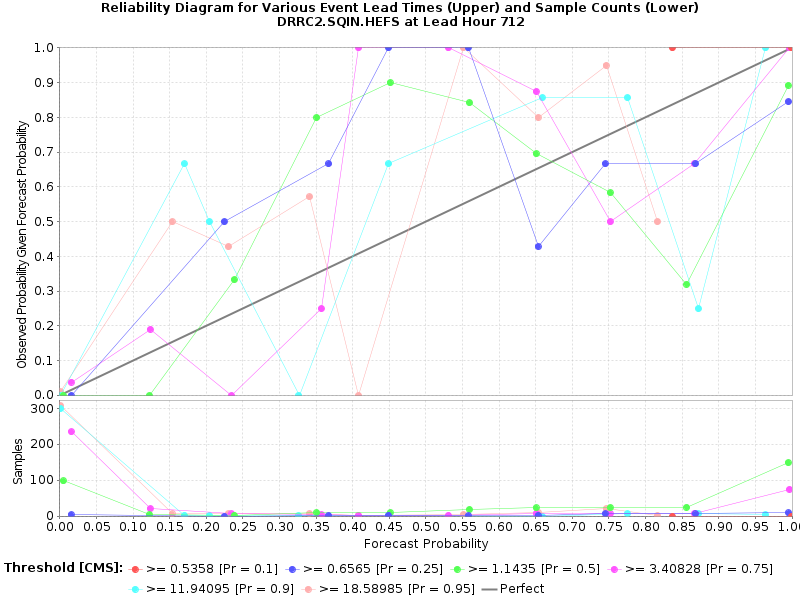 Reliability Diagram for Various Event Lead Times (Upper) and Sample Counts (Lower)
DRRC2.SQIN.HEFS at Lead Hour 712
Observed Probability Given Forecast Probability
1.0
0.9
0.8
0.7
0.6
0.5
0.4
0.3
0.2
0.1
0.0
Samples
300
200
100
0
0.00 0.05 0.10 0.15 0.20 0.25 0.30 0.35 0.40 0.45 0.50 0.55 0.60 0.65 0.70 0.75 0.80 0.85 0.90 0.95 1.0
Forecast Probability
Threshold [CMS]: >= 0.5358 [Pr = 0.1] >= 0.6565 [Pr = 0.25] >= 1.1435 [Pr = 0.5] >= 3.40828 [Pr = 0.75]
>= 11.94095 [Pr = 0.9] >= 18.58985 [Pr = 0.95] Perfect